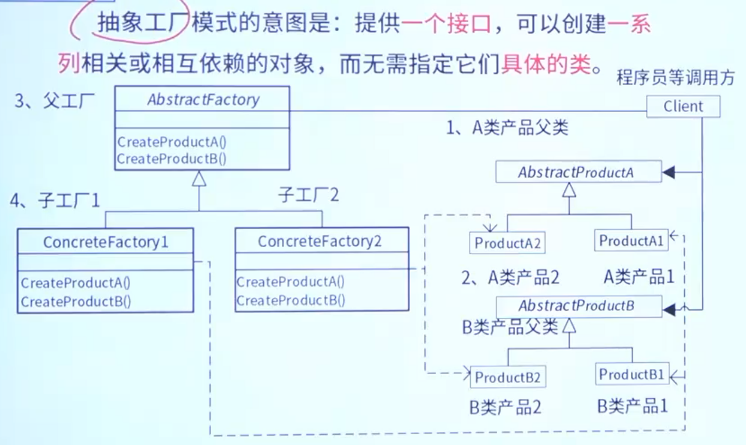 抽象工厂模式的意图是：提供一个接口，可以创建一系
列相关或相互依赖的对象，而无需指定它们具体的类。
程序员等调用方
3、父工厂
AbstractFactory
Client
1、A类产品父类
CreateProductA()
CreateProductB()
AbstractProductA
4、子工厂1
子工厂2
ConcreteFactory1
ConcreteFactory2
ProductA2
ProductA1
CreateProductA()
CreateProductB()
CreateProductA()
CreateProductB()
2、A类产品2
A类产品1
AbstractProductB
B类产品父类
ProductB2
ProductB1
B类产品2
B类产品1